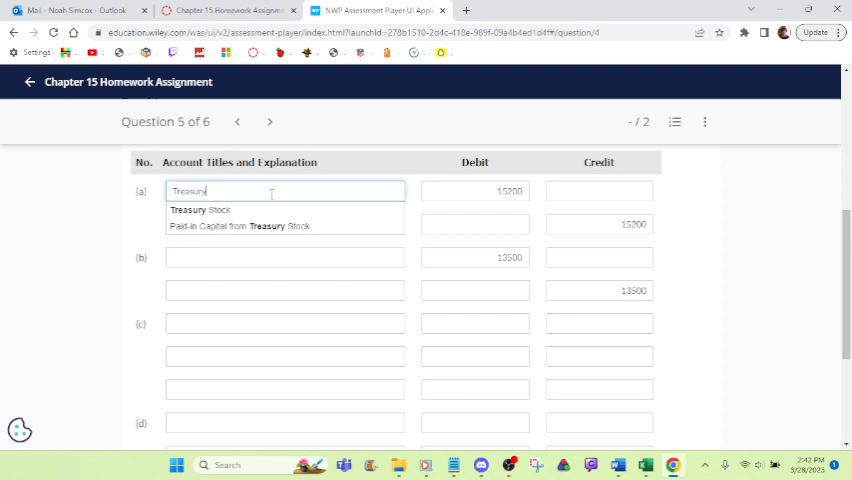 Mail - Noah Simcox - Outlook
Chapter 15 Homework Assignm
NWP Assessment Player UI Appli
education.wiley.com/was/ui/v2/assessment-player/index.html?launchId=278b1510-2d4c-418e-989f-09a4b4ed1d4f#/question/4
Update
Settings
Chapter 15 Homework Assignment
Question 5 of 6
- / 2
No. Account Titles and Explanation Debit Credit
(a) Treasury 15200
Treasury Stock
Paid-in Capital from Treasury Stock 15200
(b) 13500
13500
(c)
(d)
Search
2:42 PM
3/28/2023